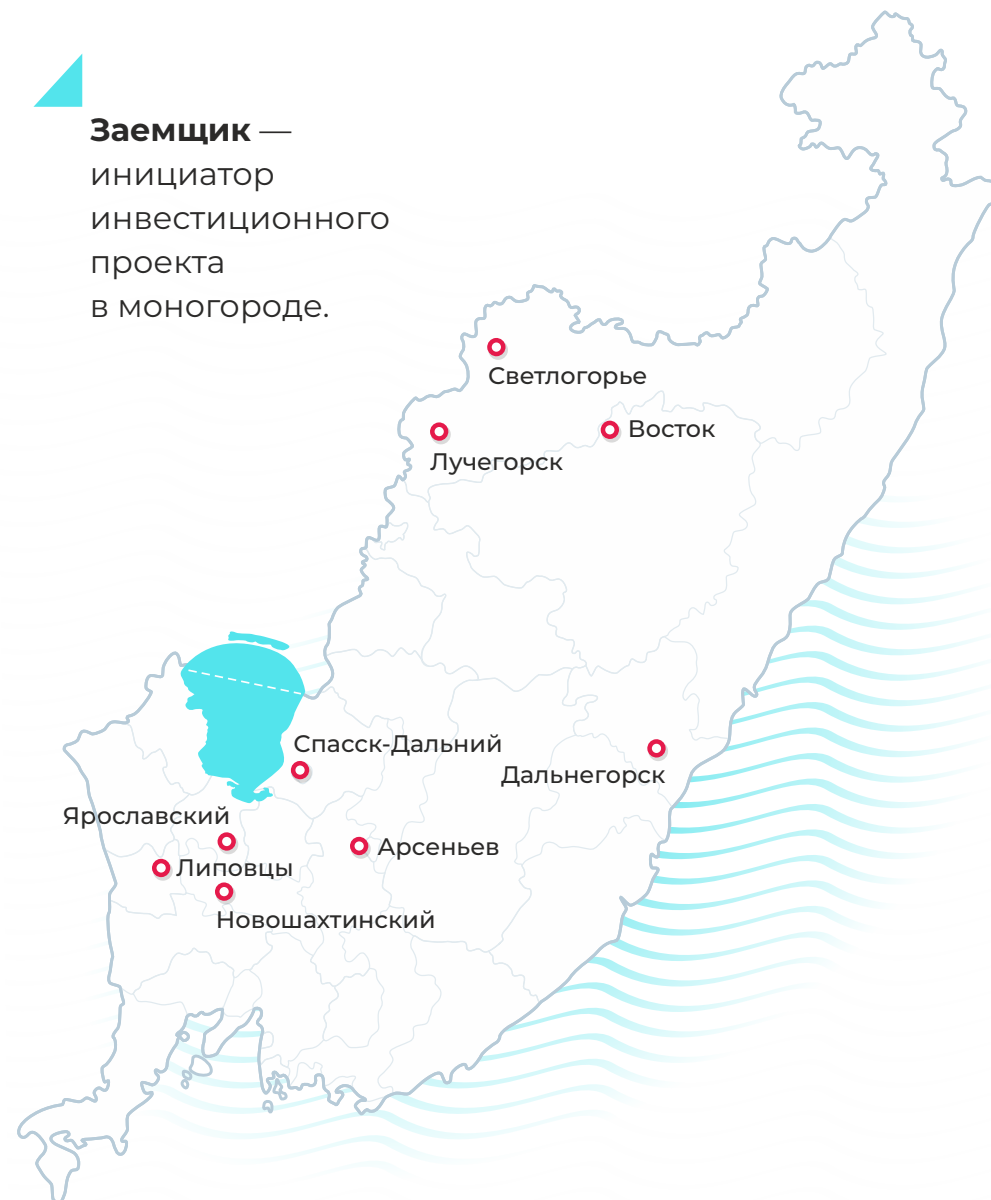 Заемщик —
инициатор
инвестиционного
проекта
в моногороде.
Светлогорье
Восток
Лучегорск
Спасск-Дальний
Дальнегорск
Ярославский
Арсеньев
Липовцы
Новошахтинский